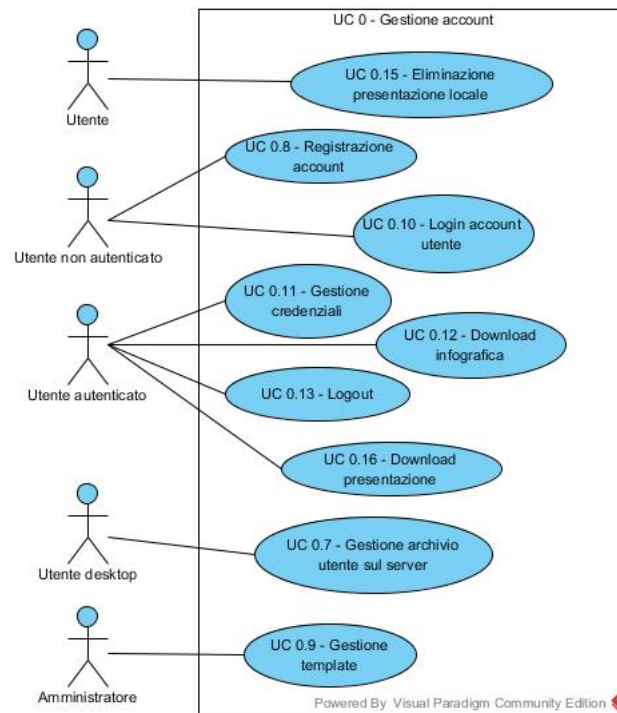 UC 0 - Gestione account
UC 0.15 - Eliminazione
presentazione locale
Utente
UC 0.8 - Registrazione
account
UC 0.10 - Login account
utente
Utente non autenticato
UC 0.11 - Gestione
credenziali
UC 0.12 - Download
infografica
Utente autenticato
UC 0.13 - Logout
UC 0.16 - Download
presentazione
UC 0.7 - Gestione archivio
utente sul server
Utente desktop
UC 0.9 - Gestione
template
Amministratore
Powered By Visual Paradigm Community Edition